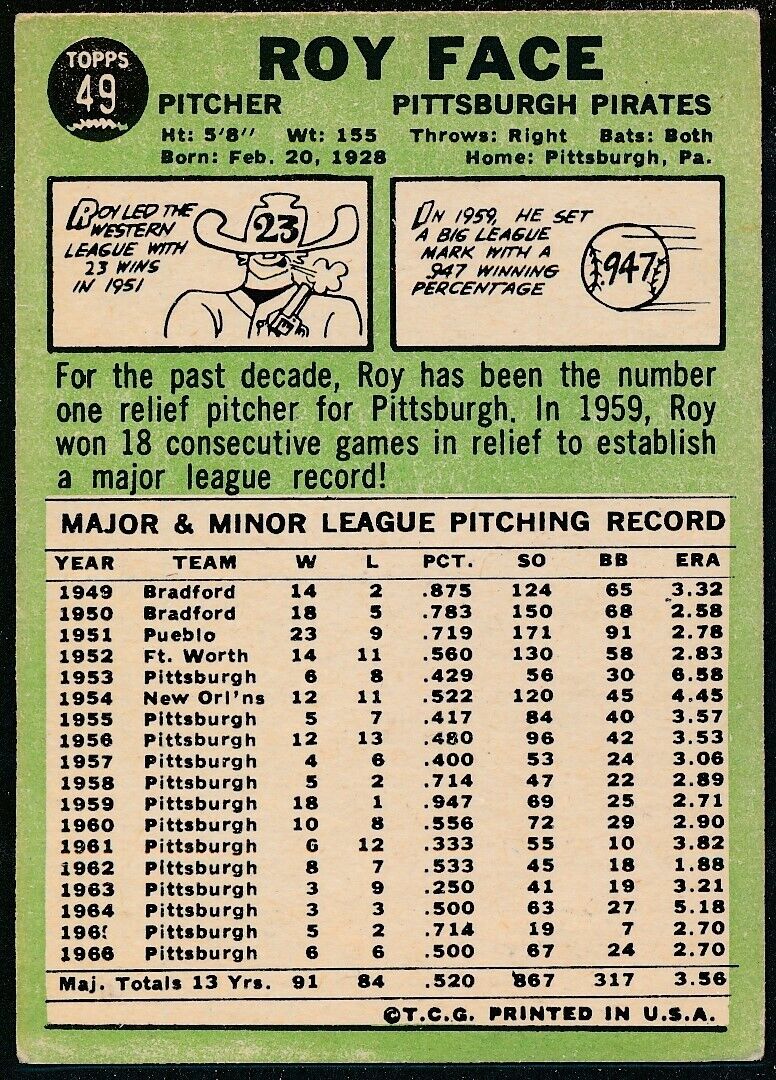 TOPPS
49
ROY FACE
PITCHER PITTSBURGH PIRATES
Ht: 5'8'' Wt: 155 Throws: Right Bats: Both
Born: Feb. 20, 1928 Home: Pittsburgh, Pa.
ROY LED THE
WESTERN
LEAGUE WITH
23 WINS
IN 1951
23
IN 1959, HE SET
A BIG LEAGUE
MARK WITH A
.947 WINNING
PERCENTAGE
.947
For the past decade, Roy has been the number
one relief pitcher for Pittsburgh. In 1959, Roy
won 18 consecutive games in relief to establish
a major league record!
MAJOR & MINOR LEAGUE PITCHING RECORD
YEAR TEAM W L PCT. SO BB ERA
1949 Bradford 14 2 .875 124 65 3.32
1950 Bradford 18 5 .783 150 68 2.58
1951 Pueblo 23 9 .719 171 91 2.78
1952 Ft. Worth 14 11 .560 130 58 2.83
1953 Pittsburgh 6 8 .429 56 30 6.58
1954 New Orl'ns 12 11 .522 120 45 4.45
1955 Pittsburgh 5 7 .417 84 40 3.57
1956 Pittsburgh 12 13 .480 96 42 3.53
1957 Pittsburgh 4 6 .400 53 24 3.06
1958 Pittsburgh 5 2 .714 47 22 2.89
1959 Pittsburgh 18 1 .947 69 25 2.71
1960 Pittsburgh 10 8 .556 72 29 2.90
1961 Pittsburgh 6 12 .333 55 10 3.82
1962 Pittsburgh 8 7 .533 45 18 1.88
1963 Pittsburgh 3 9 .250 41 19 3.21
1964 Pittsburgh 3 3 .500 63 27 5.18
Pittsburgh 5 2 .714 19 7 2.70
1966 Pittsburgh 6 6 .500 67 24 2.70
Maj. Totals 13 Yrs. 91 84 .520 867 317 3.56
©T.C.G. PRINTED IN U.S.A.